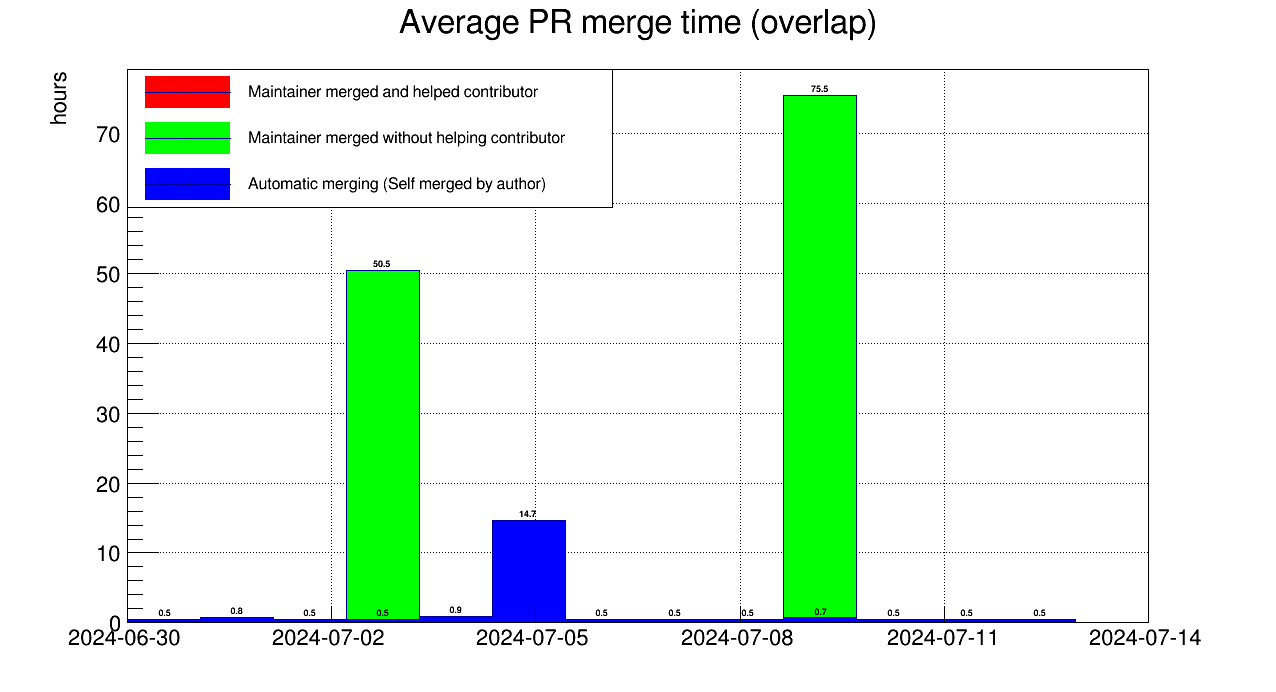 Average PR merge time (overlap)
hours
Maintainer merged and helped contributor
Maintainer merged without helping contributor
Automatic merging (Self merged by author)
75.5
70
60
50.5
50
40
30
20
14.7
10
0.5 0.8 0.5 0.5 0.9 0.5 0.5 0.5 0.7 0.5 0.5 0.5
0
2024-06-30 2024-07-02 2024-07-05 2024-07-08 2024-07-11 2024-07-14